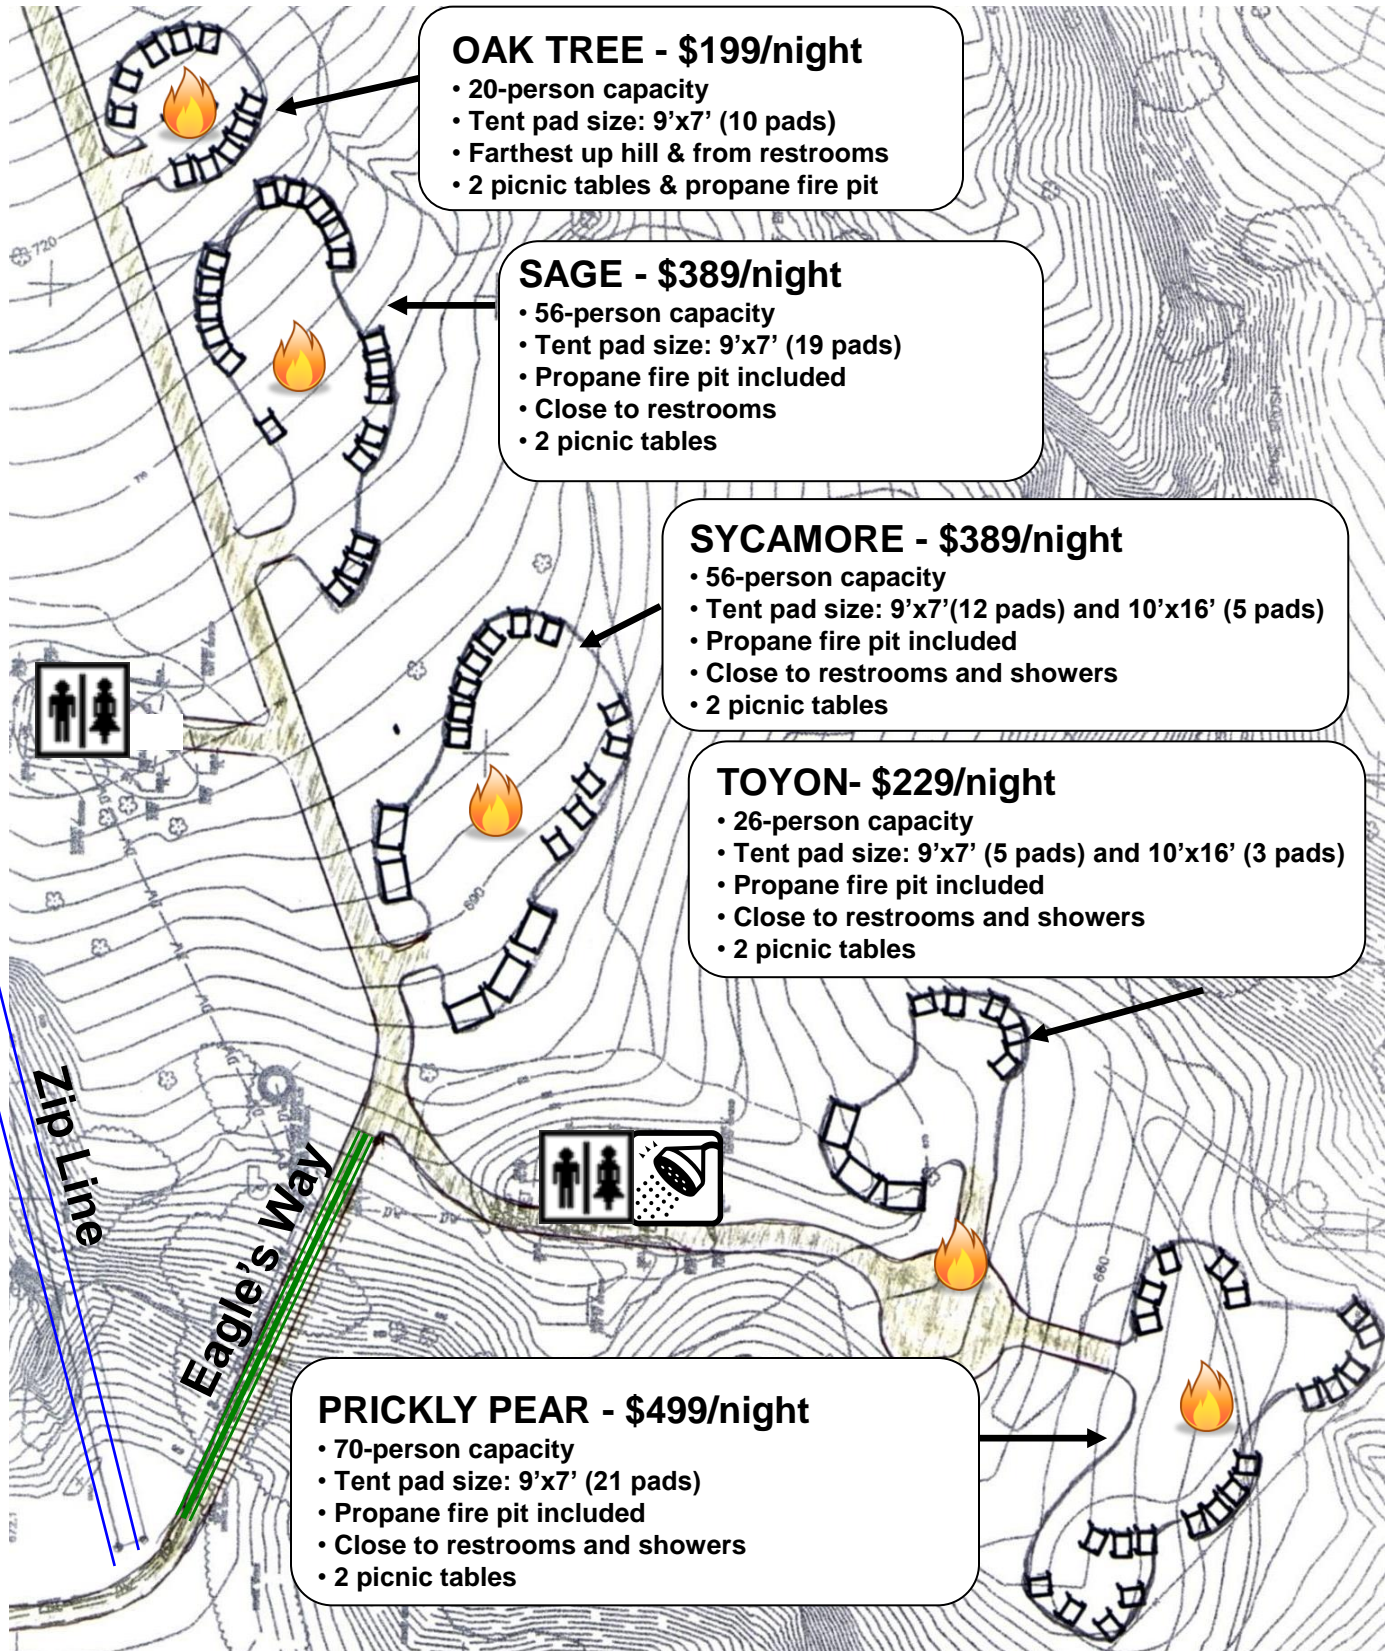 OAK TREE - $199/night
• 20-person capacity
• Tent pad size: 9’x7’ (10 pads)
• Farthest up hill & from restrooms
• 2 picnic tables & propane fire pit
720
SAGE - $389/night
• 56-person capacity
• Tent pad size: 9’x7’ (19 pads)
• Propane fire pit included
• Close to restrooms
• 2 picnic tables
SYCAMORE - $389/night
• 56-person capacity
• Tent pad size: 9’x7’(12 pads) and 10’x16’ (5 pads)
• Propane fire pit included
• Close to restrooms and showers
• 2 picnic tables
TOYON- $229/night
• 26-person capacity
• Tent pad size: 9’x7’ (5 pads) and 10’x16’ (3 pads)
• Propane fire pit included
• Close to restrooms and showers
• 2 picnic tables
690
Zip Line
Eagle’s Way
680
PRICKLY PEAR - $499/night
• 70-person capacity
• Tent pad size: 9’x7’ (21 pads)
• Propane fire pit included
• Close to restrooms and showers
• 2 picnic tables